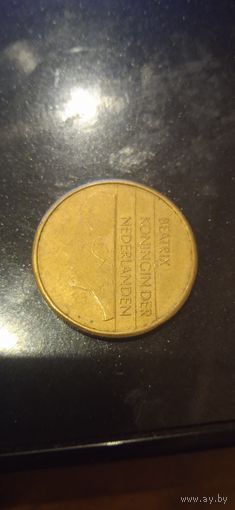 BEATRIX
KONINGIN DER
NEDERLANDEN
www.ay.by